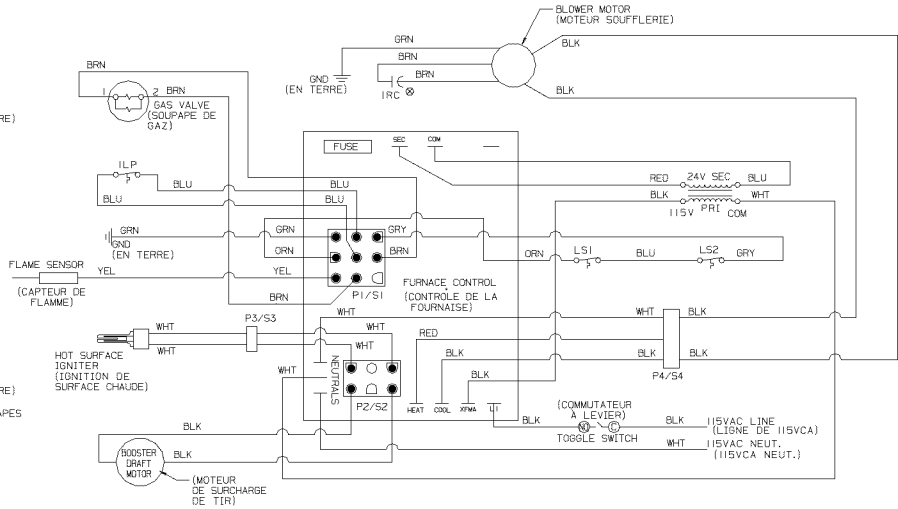 BLOWER MOTOR
(MOTEUR SOUFFLERIE)
GRN
BLK
BRN
BRN
GND
(EN TERRE)
IRC
BLK
BRN
1
2 BRN
GAS VALVE
(SOUPAPE DE
GAZ)
RE)
FUSE
SEC
COM
ILP
BLU
BLU
BLU
BLU
RED
24V SEC
BLU
BLK
WHT
115V PRI COM
GRN
GND
(EN TERRE)
GRN
GRY
ORN
BRN
ORN
LS1
BLU
LS2
GRY
FLAME SENSOR
(CAPTEUR DE
FLAMME)
YEL
YEL
BRN
P1/S1
FURNACE CONTROL
(CONTROLE DE LA
FOURNAISE)
WHT
P3/S3
WHT
WHT
WHT
WHT
RED
WHT
BLK
BLK
BLK
BLK
P4/S4
HOT SURFACE
IGNITER
(IGNITION DE
SURFACE CHAUDE)
WHT
NEUTRALS
P2/S2
BLK
HEAT
COOL
XFMA
L1
RE)
APES
BLK
(COMMUTATEUR
À LEVIER)
NO
C
TOGGLE SWITCH
BLK
115VAC LINE
(LIGNE DE 115VCA)
WHT
115VAC NEUT.
(115VCA NEUT.)
BLK
BLK
BOOSTER
DRAFT
MOTOR
(MOTEUR
DE SURCHARGE
DE TIR)